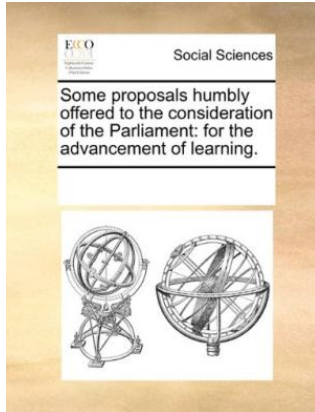 ECCO
Social Sciences
Some proposals humbly
offered to the consideration
of the Parliament: for the
advancement of learning.